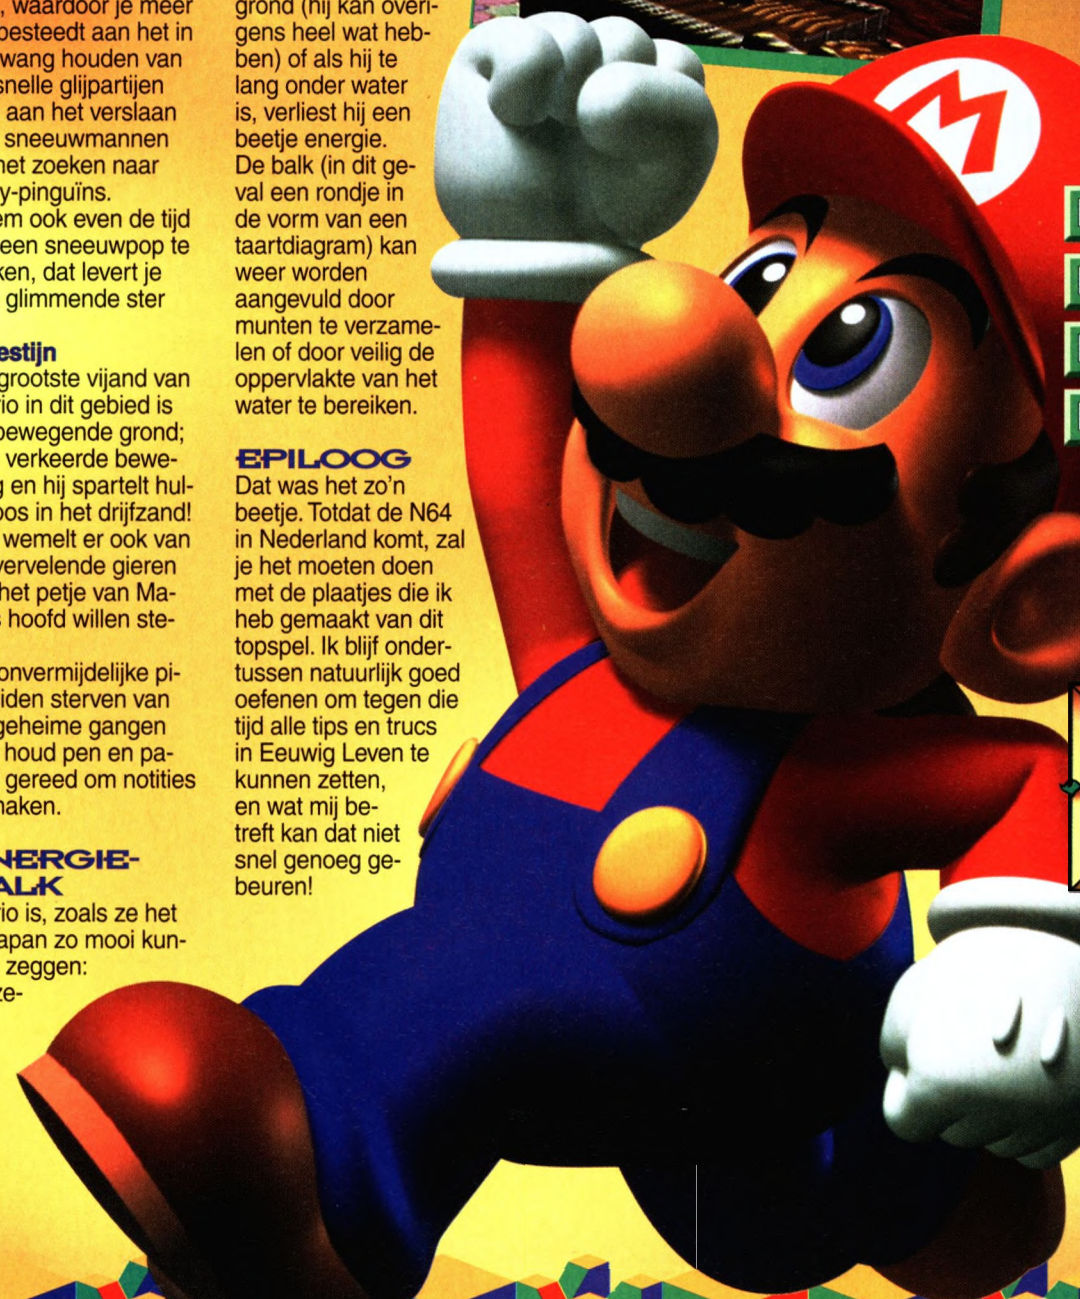 , waardoor je meer
besteedt aan het in
wang houden van
snelle glijpartijen
aan het verslaan
sneeuwmannen
het zoeken naar
y-pinguïns.
em ook even de tijd
een sneeuwpop te
ken, dat levert je
glimmende ster
estijn
grootste vijand van
io in dit gebied is
bewegende grond;
verkeerde bewe-
g en hij spartelt hul-
oos in het drijfzand!
wemelt er ook van
vervelende gieren
het petje van Ma-
s hoofd willen ste-
onvermijdelijke pi-
iden sterven van
geheime gangen
houd pen en pa-
gereed om notities
maken.
NERGIE-
ALK
io is, zoals ze het
apan zo mooi kun-
zeggen:
ze-
grond (hij kan overi-
gens heel wat heb-
ben) of als hij te
lang onder water
is, verliest hij een
beetje energie.
De balk (in dit ge-
val een rondje in
de vorm van een
taartdiagram) kan
weer worden
aangevuld door
munten te verzame-
len of door veilig de
oppervlakte van het
water te bereiken.
EPILOOG
Dat was het zo'n
beetje. Totdat de N64
in Nederland komt, zal
je het moeten doen
met de plaatjes die ik
heb gemaakt van dit
topspel. Ik blijf onder-
tussen natuurlijk goed
oefenen om tegen die
tijd alle tips en trucs
in Eeuwig Leven te
kunnen zetten,
en wat mij be-
treft kan dat niet
snel genoeg ge-
beuren!
M